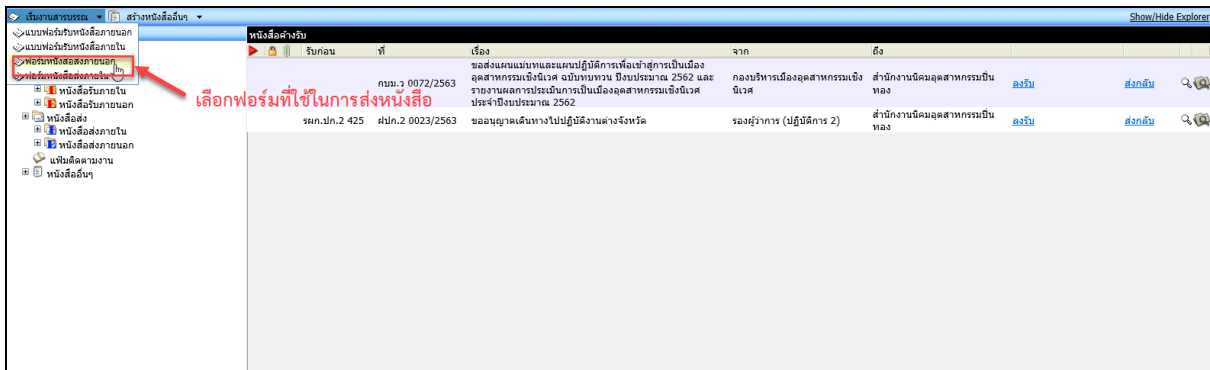 เริ่มงานสารบรรณ สร้างหนังสืออื่นๆ Show/Hide Explorer
แบบฟอร์มรับหนังสือภายนอก
แบบฟอร์มรับหนังสือภายใน
ฟอร์มหนังสือส่งภายนอก
ฟอร์มหนังสือส่งภายใน
หนังสือรับภายใน
หนังสือรับภายนอก
หนังสือส่ง
หนังสือส่งภายใน
หนังสือส่งภายนอก
แฟ้มติดตามงาน
หนังสืออื่นๆ
เลือกฟอร์มที่ใช้ในการส่งหนังสือ
หนังสือค้างรับ
รับก่อน ที่ เรื่อง จาก ถึง
ขอส่งแผนแม่บทและแผนปฏิบัติการเพื่อเข้าสู่การเป็นเมือง
กนม.ว 0072/2563 อุตสาหกรรมเชิงนิเวศ ฉบับทบทวน ปีงบประมาณ 2562 และ กองบริหารเมืองอุตสาหกรรมเชิง สำนักงานนิคมอุตสาหกรรมปิ่น ลงรับ ส่งกลับ
รายงานผลการประเมินการเป็นเมืองอุตสาหกรรมเชิงนิเวศ นิเวศ ทอง
ประจำปีงบประมาณ 2562
รผก.ปก.2 425 ฝปก.2 0023/2563 ขออนุญาตเดินทางไปปฏิบัติงานต่างจังหวัด รองผู้ว่าการ (ปฏิบัติการ 2) สำนักงานนิคมอุตสาหกรรมปิ่น ลงรับ ส่งกลับ
ทอง